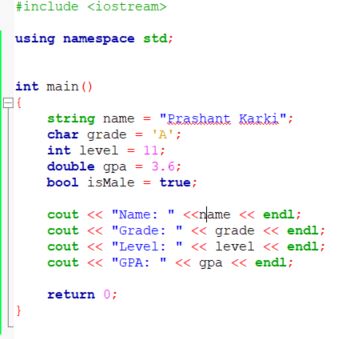 #include <iostream>
using namespace std;
int main()
{
string name = "Prashant Karki";
char grade = 'A';
int level = 11;
double gpa = 3.6;
bool isMale = true;
cout << "Name: " <<name << endl;
cout << "Grade: " << grade << endl;
cout << "Level: " << level << endl;
cout << "GPA: " << gpa << endl;
return 0;
}